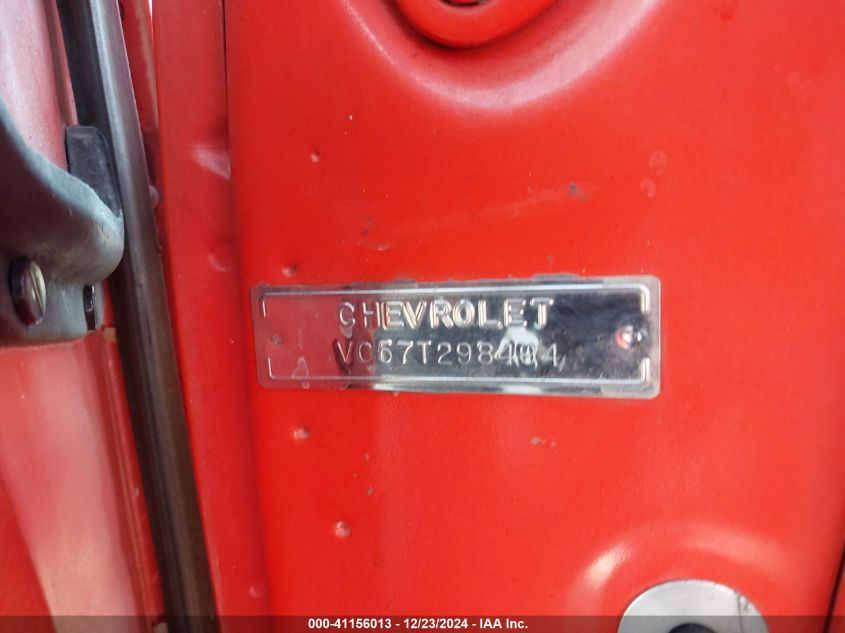 CHEVROLET
VC57T298404
000-41156013 - 12/23/2024 - IAA Inc.